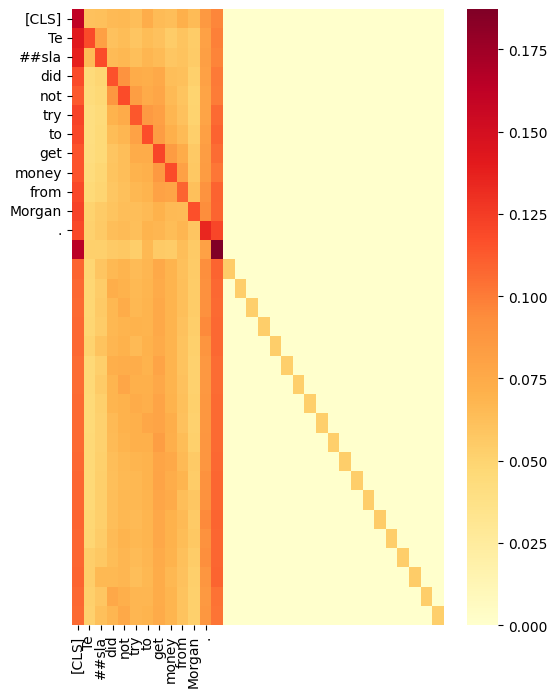 [CLS]
Te
##sla
did
not
try
to
get
money
from
Morgan
.
0.175
0.150
0.125
0.100
0.075
0.050
0.025
0.000
[CLS]
Te
##sla
did
not
try
to
get
money
from
Morgan
.